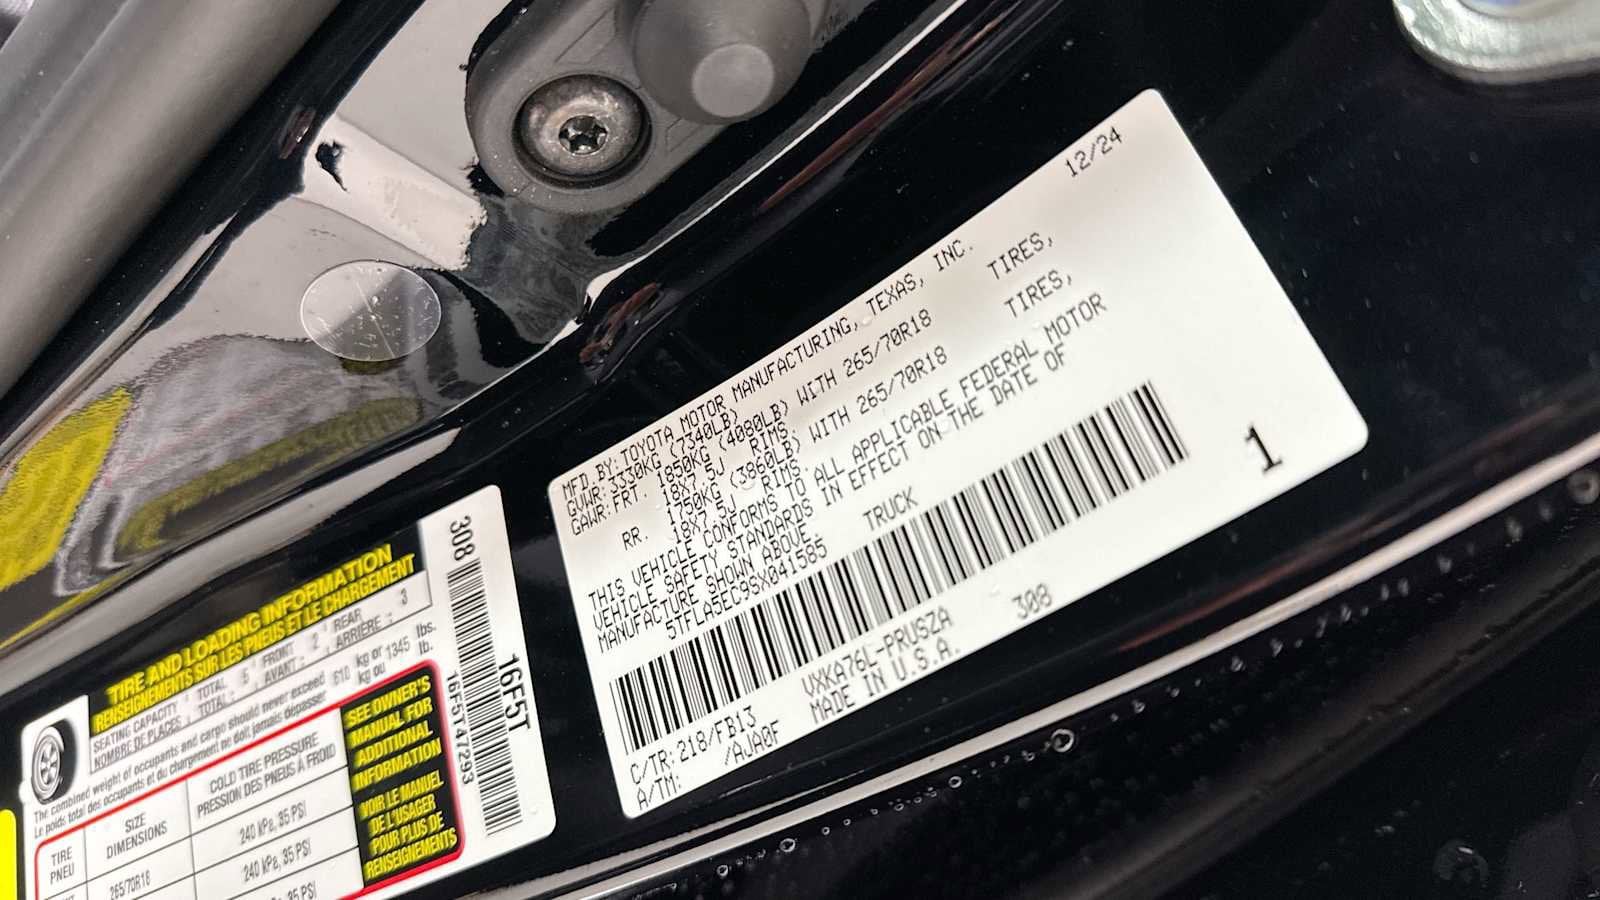 12/24
MFD.BY:TOYOTA MOTOR MANUFACTURING, TEXAS, INC.
GVWR:3330KG (7340LB)
GAWR:FRT. 1850KG (4080LB) WITH 265/70R18 TIRES,
18X7.5J RIMS,
RR. 1750KG (3860LB) WITH 265/70R18 TIRES,
18X7.5J RIMS.
THIS VEHICLE CONFORMS TO ALL APPLICABLE FEDERAL MOTOR
VEHICLE SAFETY STANDARDS IN EFFECT ON THE DATE OF
MANUFACTURE SHOWN ABOVE.
5TFLA5EC9SX041585 TRUCK
1
VXKA76L-PRUSZA 308
C/TR:218/FB13 MADE IN U.S.A.
A/TM: /AJA0F
308
16F5T
16F5T47293
TIRE AND LOADING INFORMATION
RENSEIGNEMENTS SUR LES PNEUS ET LE CHARGEMENT
SEATING CAPACITY TOTAL 5 FRONT 2 REAR 3
NOMBRE DE PLACES TOTAL: AVANT: ARRIÈRE:
The combined weight of occupants and cargo should never exceed 610 kg or 1345 lbs.
Le poids total des occupants et du chargement ne doit jamais dépasser kg ou lb.
TIRE SIZE COLD TIRE PRESSURE
PNEU DIMENSIONS PRESSION DES PNEUS À FROID
265/70R18 240 kPa, 35 PSI
240 kPa, 35 PSI
35 PSI
SEE OWNER'S
MANUAL FOR
ADDITIONAL
INFORMATION
VOIR LE MANUEL
DE L'USAGER
POUR PLUS DE
RENSEIGNEMENTS